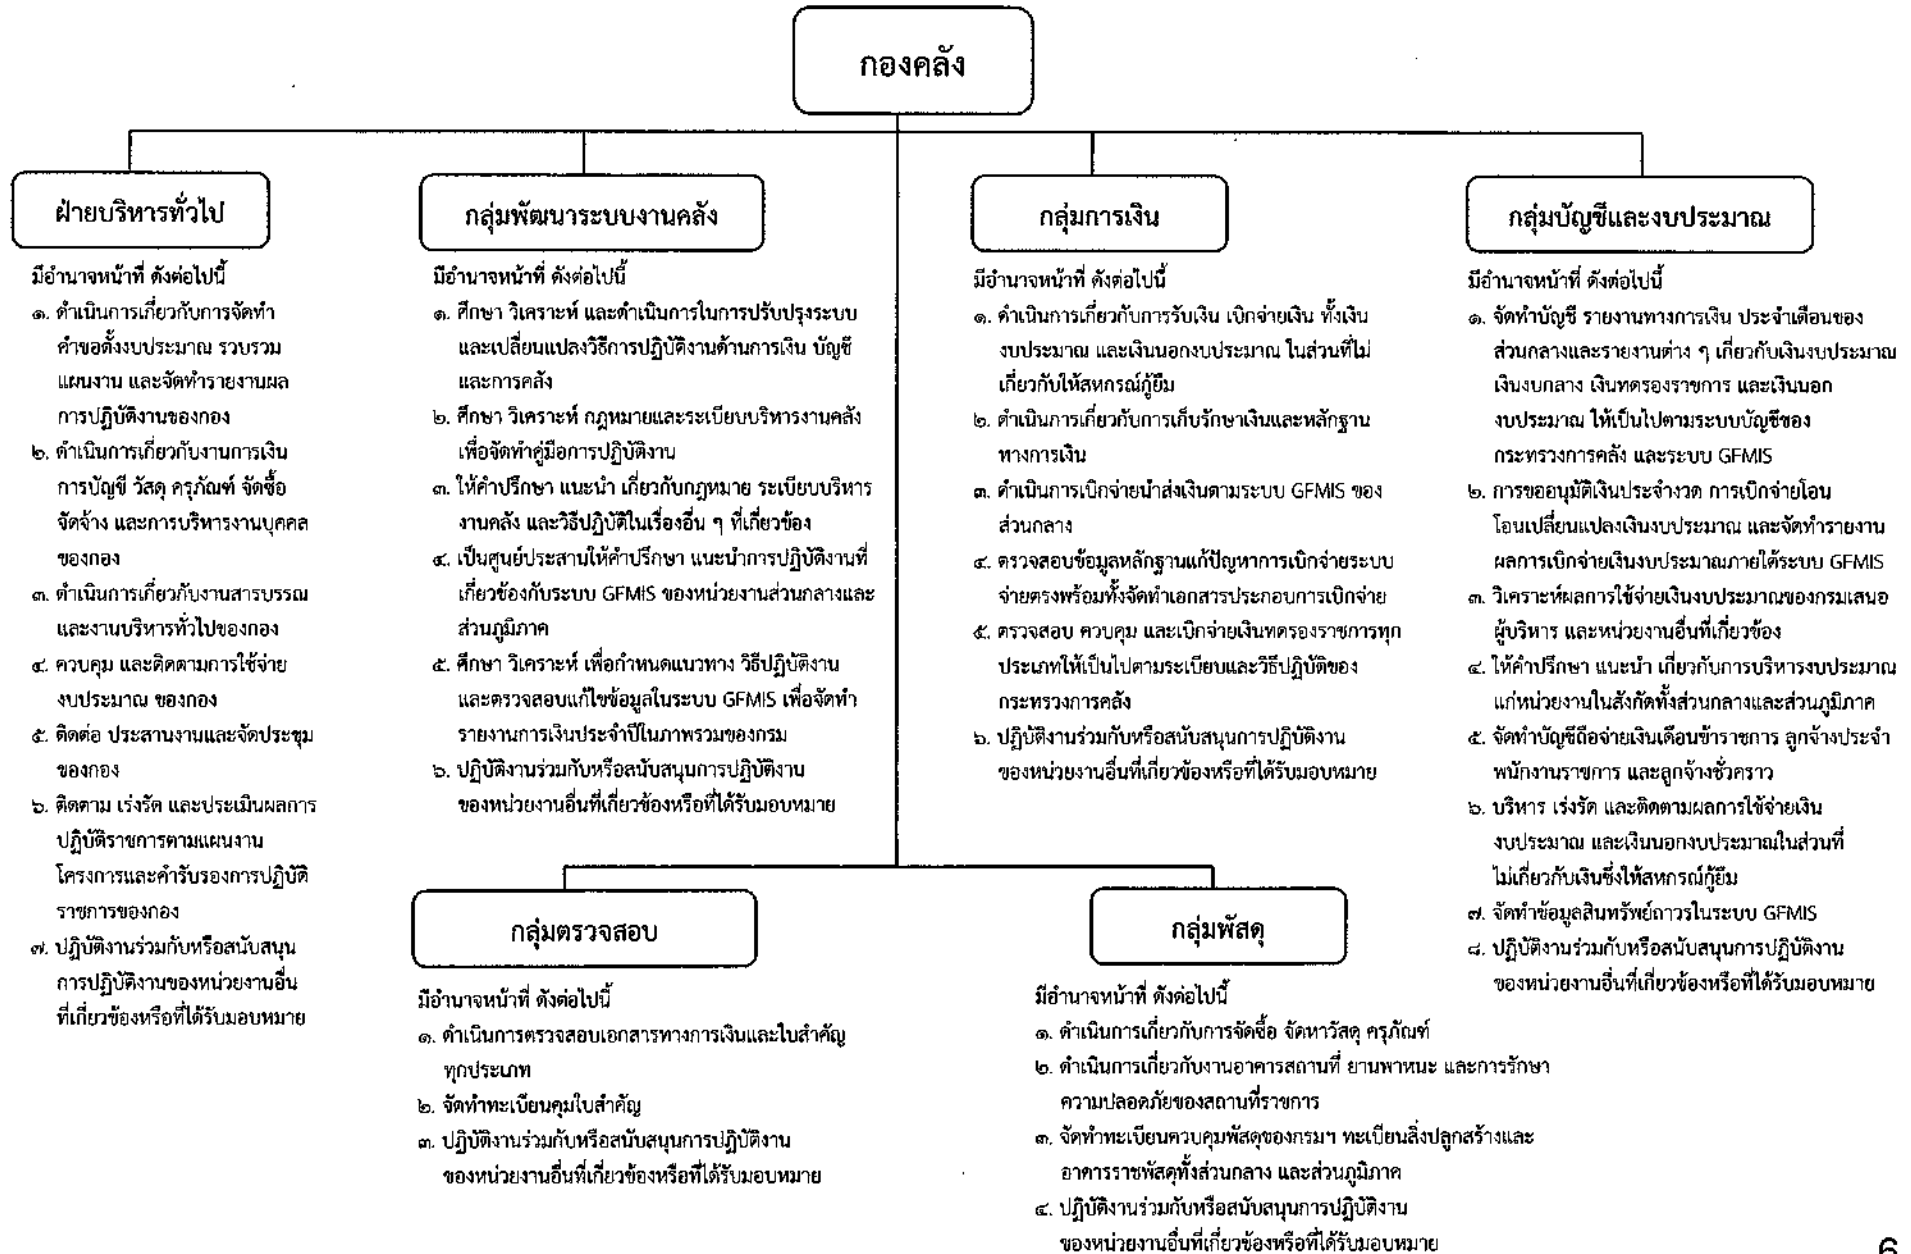 กองคลัง
ฝ่ายบริหารทั่วไป
มีอำนาจหน้าที่ ดังต่อไปนี้
๑. ดำเนินการเกี่ยวกับการจัดทำ
คำขอตั้งงบประมาณ รวบรวม
แผนงาน และจัดทำรายงานผล
การปฏิบัติงานของกอง
๒. ดำเนินการเกี่ยวกับงานการเงิน
การบัญชี วัสดุ ครุภัณฑ์ จัดซื้อ
จัดจ้าง และการบริหารงานบุคคล
ของกอง
๓. ดำเนินการเกี่ยวกับงานสารบรรณ
และงานบริหารทั่วไปของกอง
๔. ควบคุม และติดตามการใช้จ่าย
งบประมาณ ของกอง
๕. ติดต่อ ประสานงานและจัดประชุม
ของกอง
๖. ติดตาม เร่งรัด และประเมินผลการ
ปฏิบัติราชการตามแผนงาน
โครงการและคำรับรองการปฏิบัติ
ราชการของกอง
๗. ปฏิบัติงานร่วมกับหรือสนับสนุน
การปฏิบัติงานของหน่วยงานอื่น
ที่เกี่ยวข้องหรือที่ได้รับมอบหมาย
กลุ่มพัฒนาระบบงานคลัง
มีอำนาจหน้าที่ ดังต่อไปนี้
๑. ศึกษา วิเคราะห์ และดำเนินการในการปรับปรุงระบบ
และเปลี่ยนแปลงวิธีการปฏิบัติงานด้านการเงิน บัญชี
และการคลัง
๒. ศึกษา วิเคราะห์ กฎหมายและระเบียบบริหารงานคลัง
เพื่อจัดทำคู่มือการปฏิบัติงาน
๓. ให้คำปรึกษา แนะนำ เกี่ยวกับกฎหมาย ระเบียบบริหาร
งานคลัง และวิธีปฏิบัติในเรื่องอื่น ๆ ที่เกี่ยวข้อง
๔. เป็นศูนย์ประสานให้คำปรึกษา แนะนำการปฏิบัติงานที่
เกี่ยวข้องกับระบบ GFMIS ของหน่วยงานส่วนกลางและ
ส่วนภูมิภาค
๕. ศึกษา วิเคราะห์ เพื่อกำหนดแนวทาง วิธีปฏิบัติงาน
และตรวจสอบแก้ไขข้อมูลในระบบ GFMIS เพื่อจัดทำ
รายงานการเงินประจำปีในภาพรวมของกรม
๖. ปฏิบัติงานร่วมกับหรือสนับสนุนการปฏิบัติงาน
ของหน่วยงานอื่นที่เกี่ยวข้องหรือที่ได้รับมอบหมาย
กลุ่มการเงิน
มีอำนาจหน้าที่ ดังต่อไปนี้
๑. ดำเนินการเกี่ยวกับการรับเงิน เบิกจ่ายเงิน ทั้งเงิน
งบประมาณ และเงินนอกงบประมาณ ในส่วนที่ไม่
เกี่ยวกับให้สหกรณ์กู้ยืม
๒. ดำเนินการเกี่ยวกับการเก็บรักษาเงินและหลักฐาน
ทางการเงิน
๓. ดำเนินการเบิกจ่ายนำส่งเงินตามระบบ GFMIS ของ
ส่วนกลาง
๔. ตรวจสอบข้อมูลหลักฐานแก้ปัญหาการเบิกจ่ายระบบ
จ่ายตรงพร้อมทั้งจัดทำเอกสารประกอบการเบิกจ่าย
๕. ตรวจสอบ ควบคุม และเบิกจ่ายเงินทดรองราชการทุก
ประเภทให้เป็นไปตามระเบียบและวิธีปฏิบัติของ
กระทรวงการคลัง
๖. ปฏิบัติงานร่วมกับหรือสนับสนุนการปฏิบัติงาน
ของหน่วยงานอื่นที่เกี่ยวข้องหรือที่ได้รับมอบหมาย
กลุ่มบัญชีและงบประมาณ
มีอำนาจหน้าที่ ดังต่อไปนี้
๑. จัดทำบัญชี รายงานทางการเงิน ประจำเดือนของ
ส่วนกลางและรายงานต่าง ๆ เกี่ยวกับเงินงบประมาณ
เงินงบกลาง เงินทดรองราชการ และเงินนอก
งบประมาณ ให้เป็นไปตามระบบบัญชีของ
กระทรวงการคลัง และระบบ GFMIS
๒. การขออนุมัติเงินประจำงวด การเบิกจ่ายโอน
โอนเปลี่ยนแปลงเงินงบประมาณ และจัดทำรายงาน
ผลการเบิกจ่ายเงินงบประมาณภายใต้ระบบ GFMIS
๓. วิเคราะห์ผลการใช้จ่ายเงินงบประมาณของกรมเสนอ
ผู้บริหาร และหน่วยงานอื่นที่เกี่ยวข้อง
๔. ให้คำปรึกษา แนะนำ เกี่ยวกับการบริหารงบประมาณ
แก่หน่วยงานในสังกัดทั้งส่วนกลางและส่วนภูมิภาค
๕. จัดทำบัญชีถือจ่ายเงินเดือนข้าราชการ ลูกจ้างประจำ
พนักงานราชการ และลูกจ้างชั่วคราว
๖. บริหาร เร่งรัด และติดตามผลการใช้จ่ายเงิน
งบประมาณ และเงินนอกงบประมาณในส่วนที่
ไม่เกี่ยวกับเงินซึ่งให้สหกรณ์กู้ยืม
๗. จัดทำข้อมูลสินทรัพย์ถาวรในระบบ GFMIS
๘. ปฏิบัติงานร่วมกับหรือสนับสนุนการปฏิบัติงาน
ของหน่วยงานอื่นที่เกี่ยวข้องหรือที่ได้รับมอบหมาย
กลุ่มตรวจสอบ
มีอำนาจหน้าที่ ดังต่อไปนี้
๑. ดำเนินการตรวจสอบเอกสารทางการเงินและใบสำคัญ
ทุกประเภท
๒. จัดทำทะเบียนคุมใบสำคัญ
๓. ปฏิบัติงานร่วมกับหรือสนับสนุนการปฏิบัติงาน
ของหน่วยงานอื่นที่เกี่ยวข้องหรือที่ได้รับมอบหมาย
กลุ่มพัสดุ
มีอำนาจหน้าที่ ดังต่อไปนี้
๑. ดำเนินการเกี่ยวกับการจัดซื้อ จัดหาวัสดุ ครุภัณฑ์
๒. ดำเนินการเกี่ยวกับงานอาคารสถานที่ ยานพาหนะ และการรักษา
ความปลอดภัยของสถานที่ราชการ
๓. จัดทำทะเบียนควบคุมพัสดุของกรมฯ ทะเบียนสิ่งปลูกสร้างและ
อาคารราชพัสดุทั้งส่วนกลาง และส่วนภูมิภาค
๔. ปฏิบัติงานร่วมกับหรือสนับสนุนการปฏิบัติงาน
ของหน่วยงานอื่นที่เกี่ยวข้องหรือที่ได้รับมอบหมาย
6